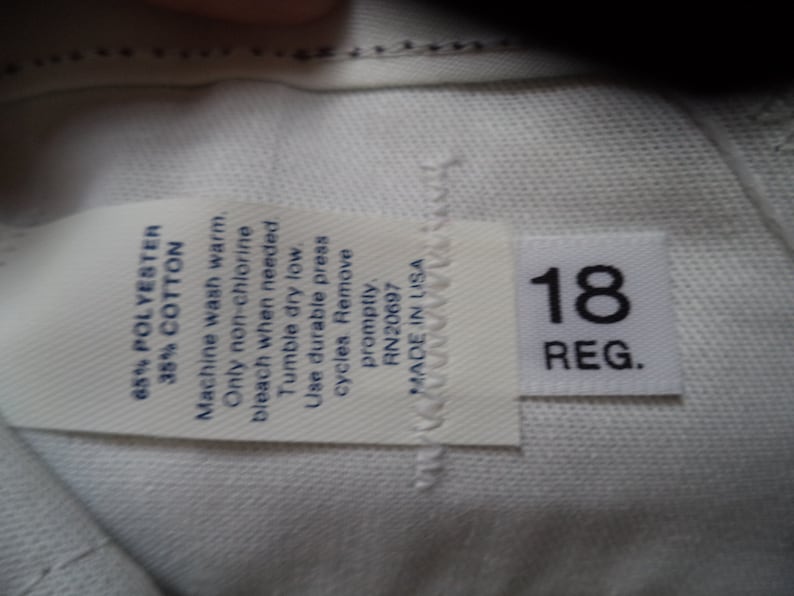 65% POLYESTER
35% COTTON
Machine wash warm.
Only non-chlorine
bleach when needed
Tumble dry low.
Use durable press
cycles. Remove
promptly.
RN20697
MADE IN USA
18
REG.